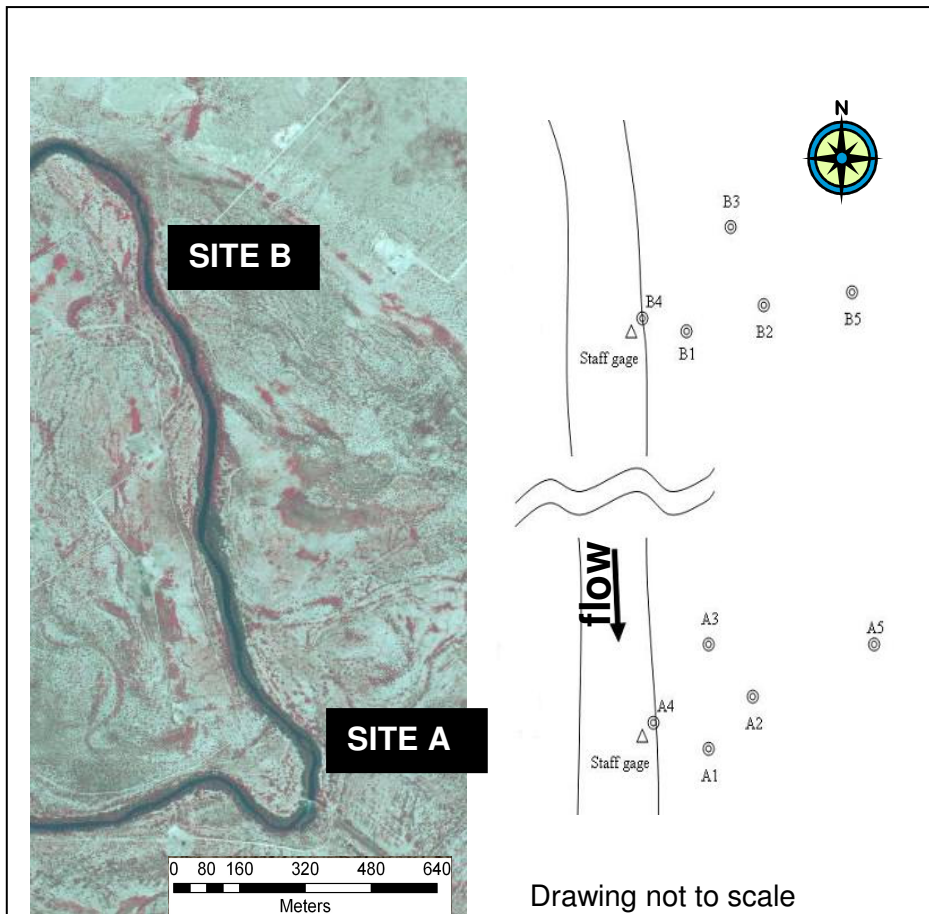 SITE B
SITE A
0 80 160 320 480 640
Meters
N
B3
B4
B5
B2
B1
Staff gage
flow
A3
A5
A4
A2
Staff gage
A1
Drawing not to scale